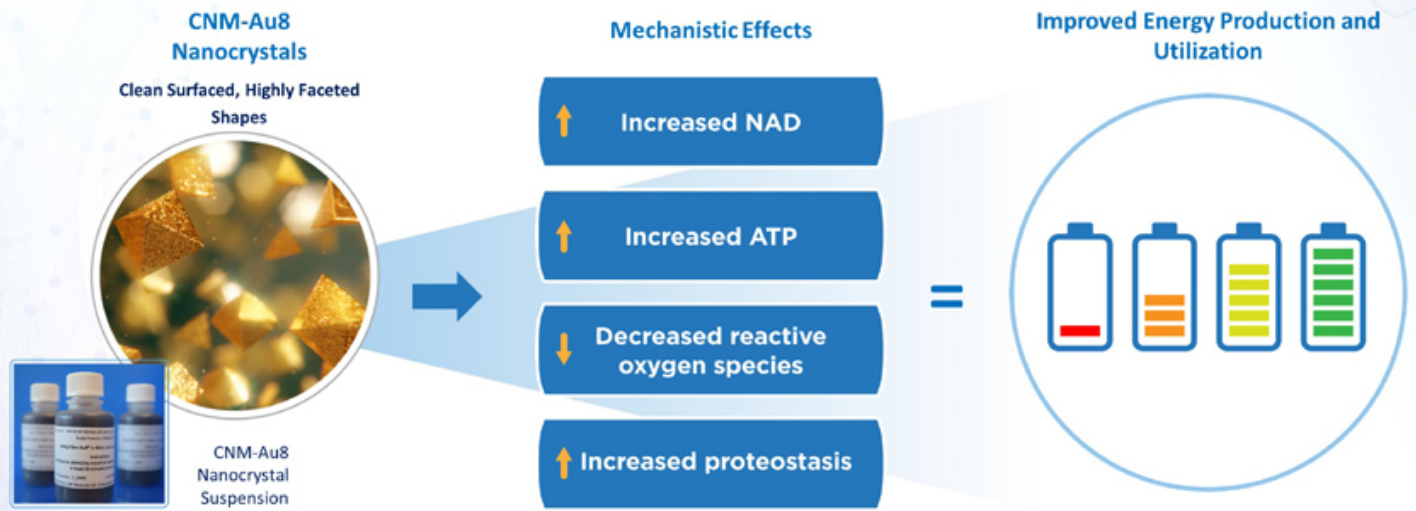 CNM-Au8
Nanocrystals
Clean Surfaced, Highly Faceted
Shapes
CNM-Au8
Nanocrystal
Suspension
Mechanistic Effects
Increased NAD
Increased ATP
Decreased reactive
oxygen species
Increased proteostasis
=
Improved Energy Production and
Utilization